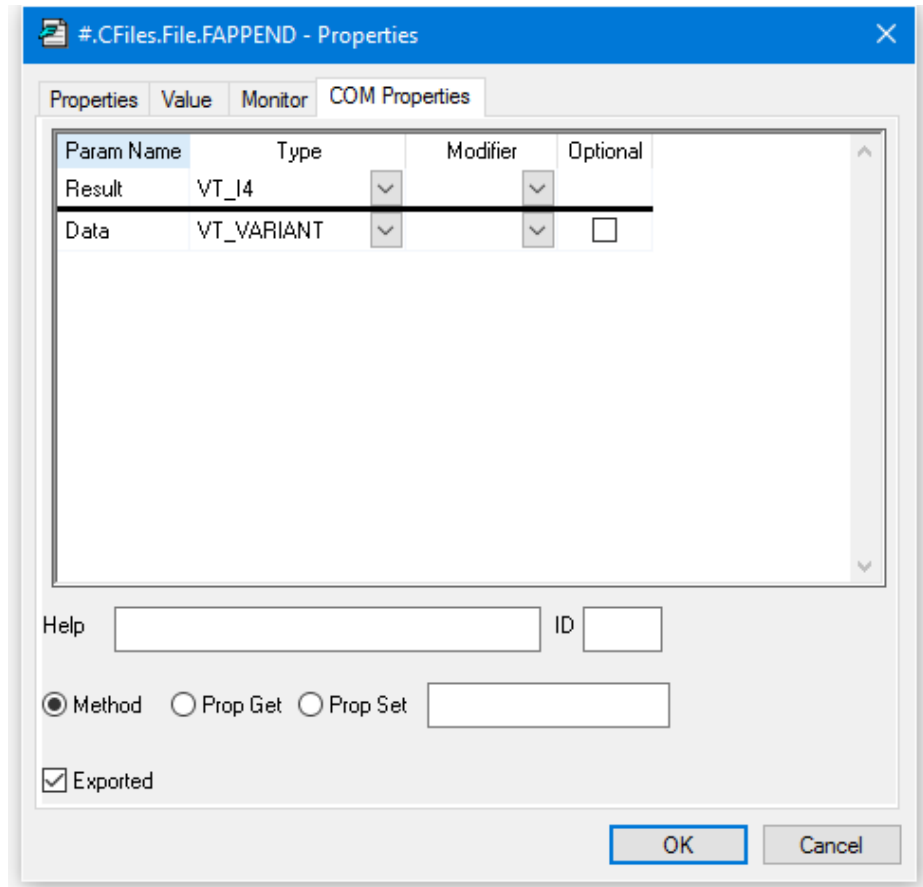 #.CFiles.File.FAPPEND - Properties
Properties Value Monitor COM Properties
Param Name Type Modifier Optional
Result VT_I4
Data VT_VARIANT
Help ID
Method Prop Get Prop Set
Exported
OK Cancel